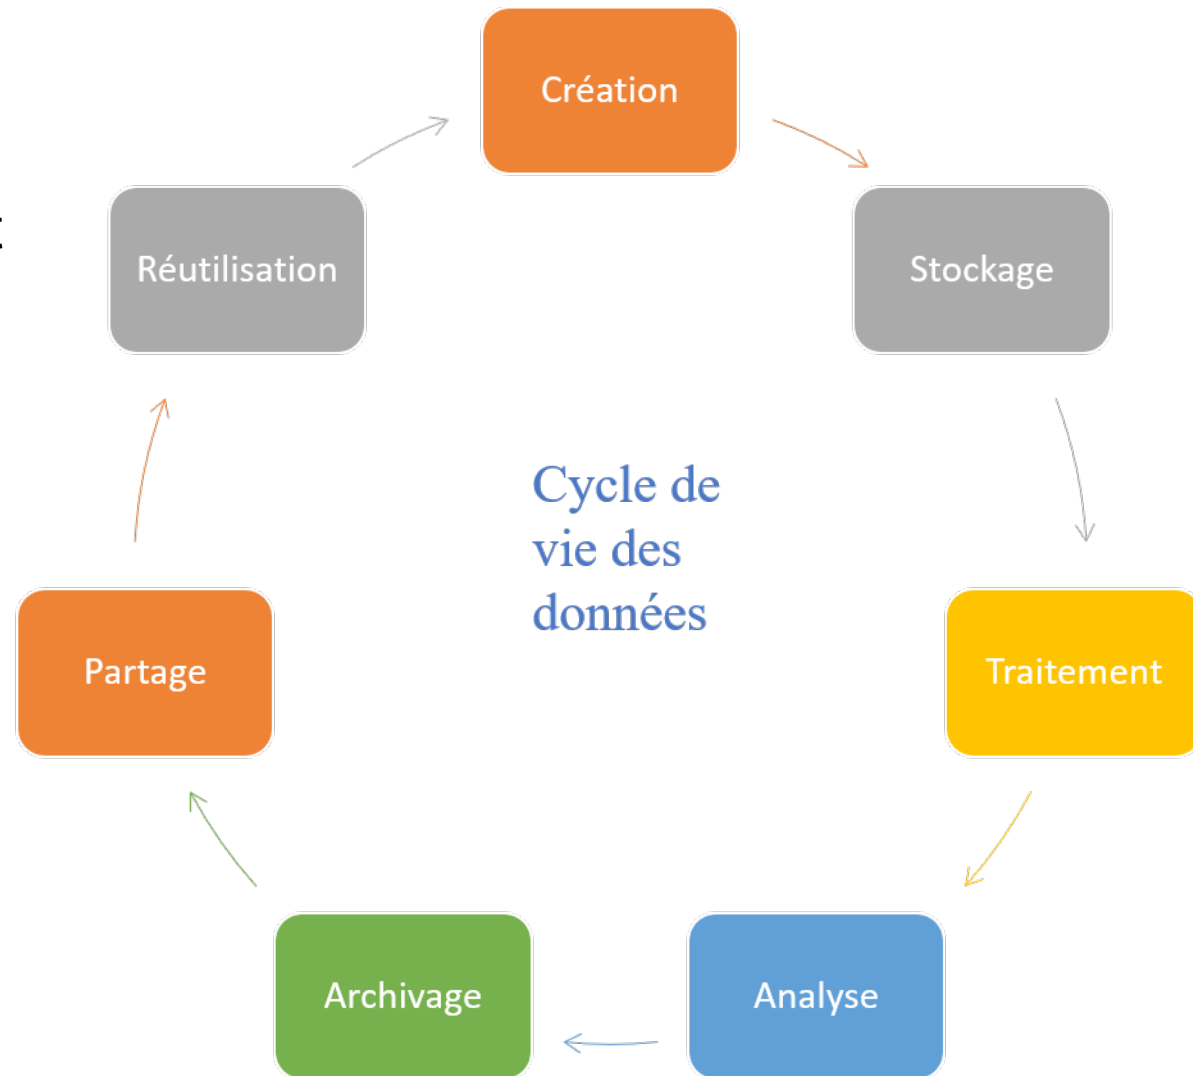 Création
Stockage
Traitement
Analyse
Archivage
Partage
Réutilisation
Cycle de
vie des
données